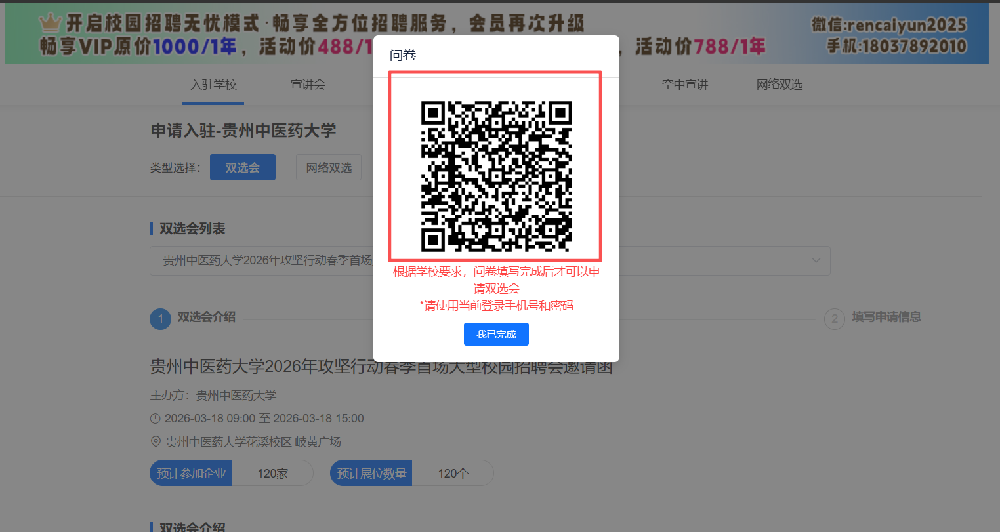 开启校园招聘无忧模式·畅享全方位招聘服务，会员再次升级
微信:rencaiyun2025
畅享VIP原价1000/1年，活动价488/1
，活动价788/1年
手机:18037892010
问卷
入驻学校
宣讲会
空中宣讲
网络双选
申请入驻-贵州中医药大学
类型选择：
双选会
网络双选
双选会列表
贵州中医药大学2026年攻坚行动春季首场
根据学校要求，问卷填写完成后才可以申
请双选会
*请使用当前登录手机号和密码
我已完成
1
双选会介绍
2
填写申请信息
贵州中医药大学2026年攻坚行动春季首场大型校园招聘会邀请函
主办方：贵州中医药大学
2026-03-18 09:00 至 2026-03-18 15:00
贵州中医药大学花溪校区 岐黄广场
预计参加企业
120家
预计展位数量
120个
双选会介绍